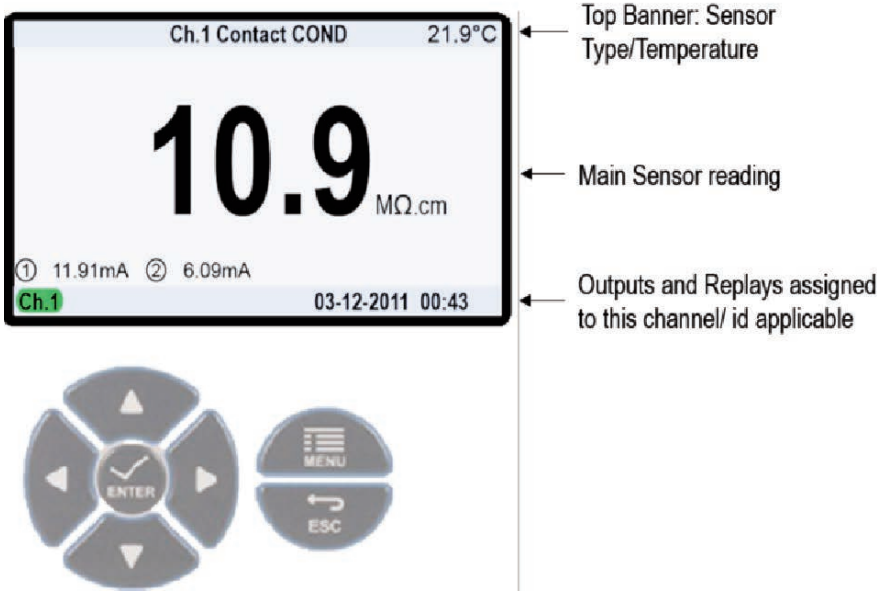 Ch.1 Contact COND 21.9°C
10.9 MΩ.cm
① 11.91mA ② 6.09mA
Ch.1 03-12-2011 00:43
Top Banner: Sensor
Type/Temperature
Main Sensor reading
Outputs and Replays assigned
to this channel/ id applicable
ENTER
MENU
ESC